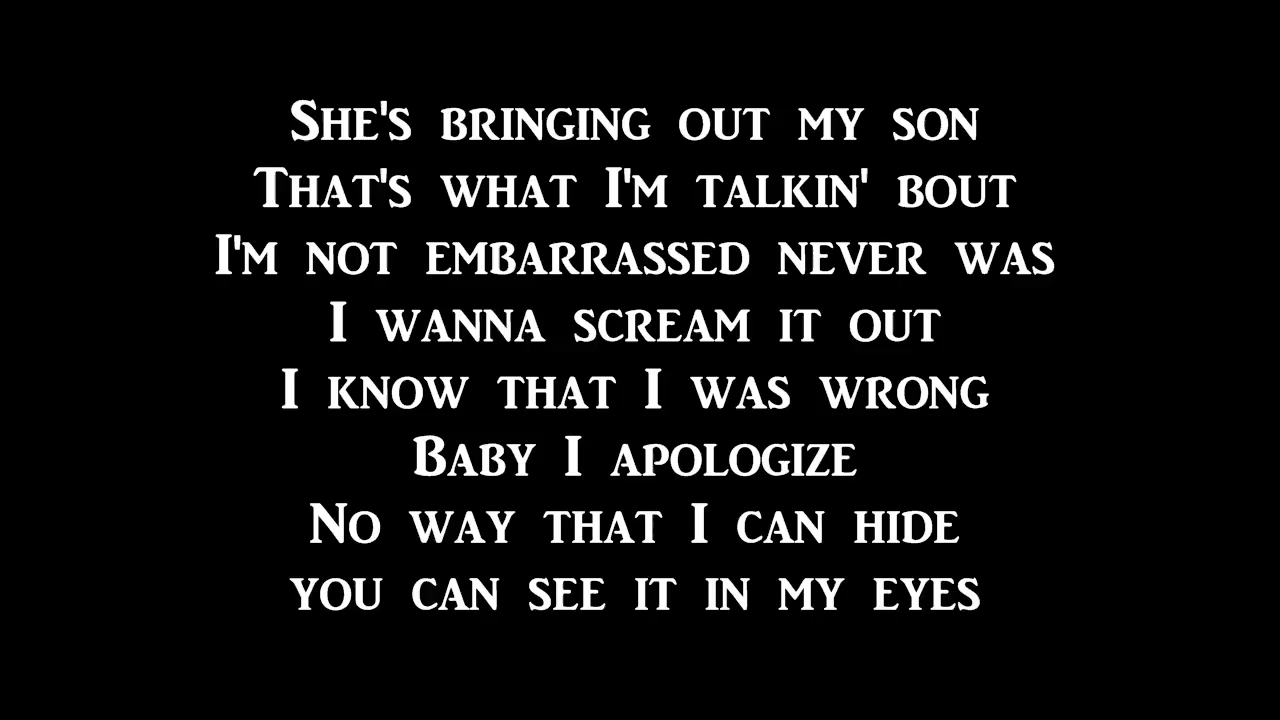 She's bringing out my son
That's what I'm talkin' bout
I'm not embarrassed never was
I wanna scream it out
I know that I was wrong
Baby I apologize
No way that I can hide
you can see it in my eyes